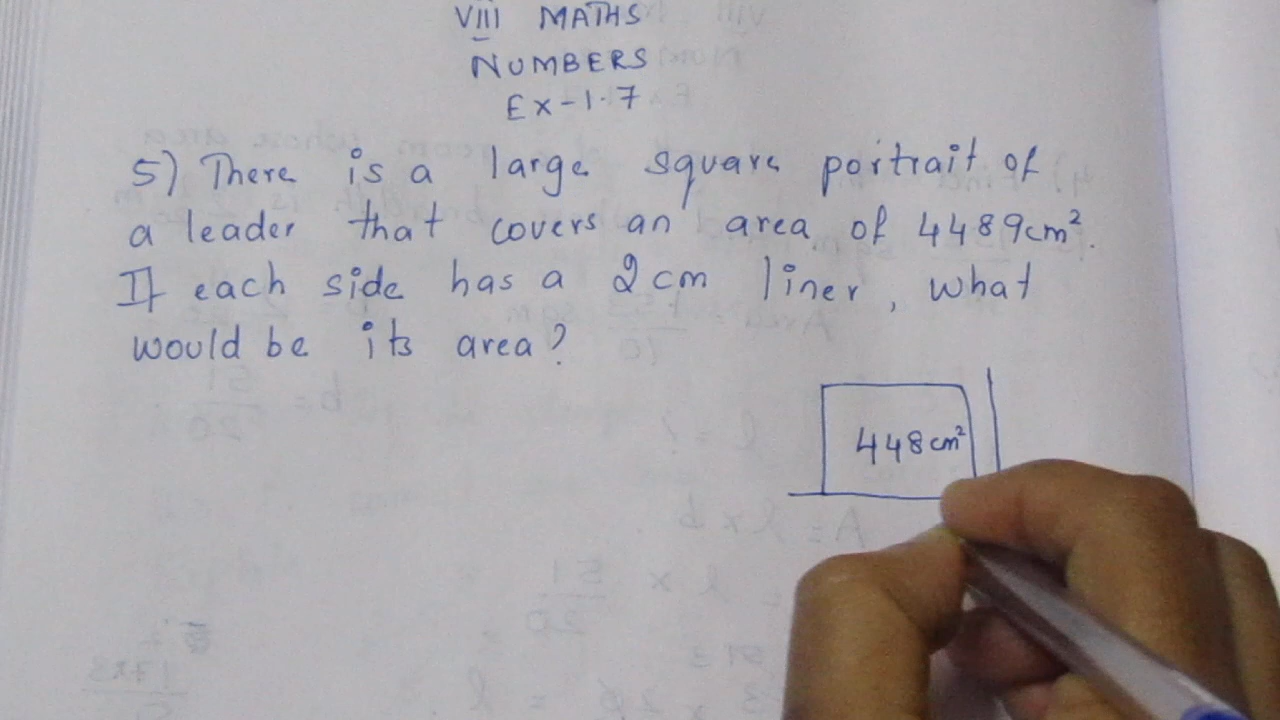 VIII MATHS
NUMBERS
Ex-1.7
5) There is a large square portrait of
a leader that covers an area of 4489cm².
If each side has a 2cm liner, what
would be its area?
448cm²